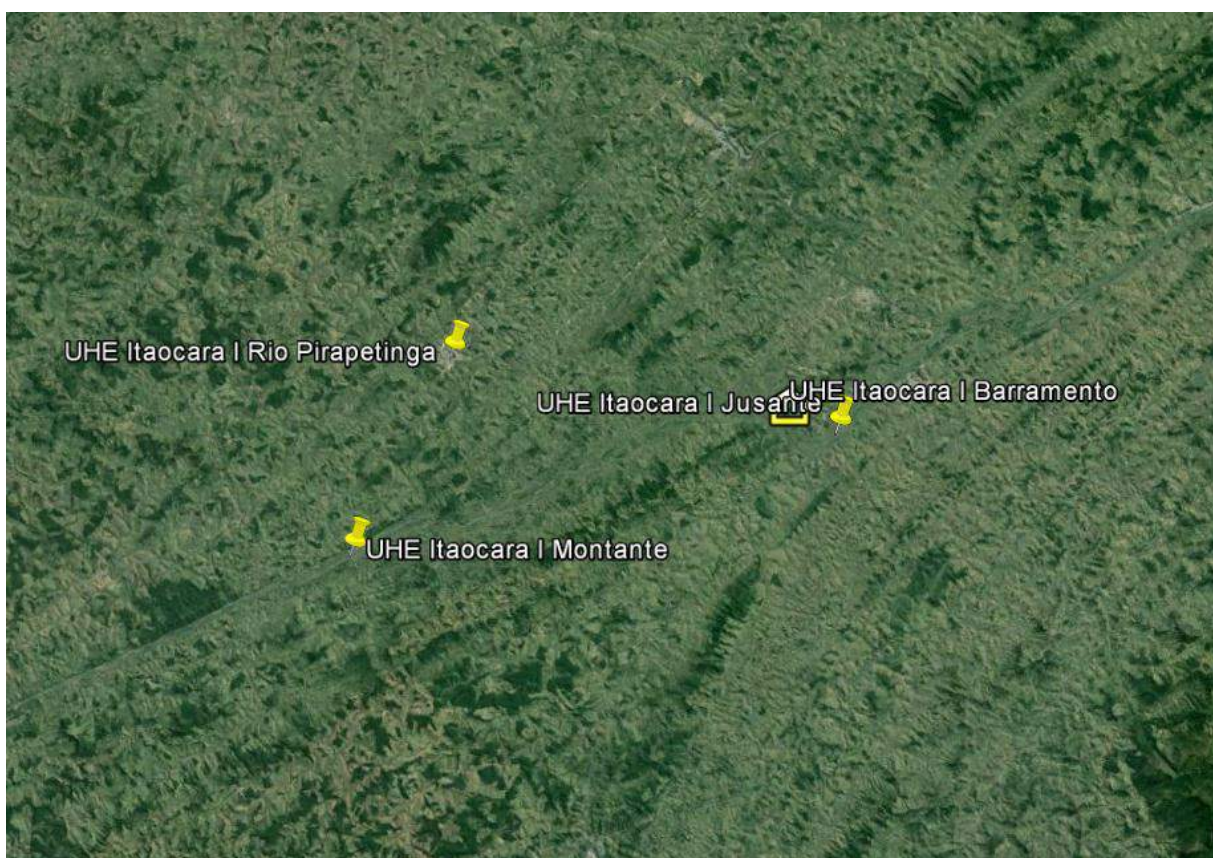 UHE Itaocara I Rio Pirapetinga
UHE Itaocara I Barramento
UHE Itaocara I Jusante
UHE Itaocara I Montante